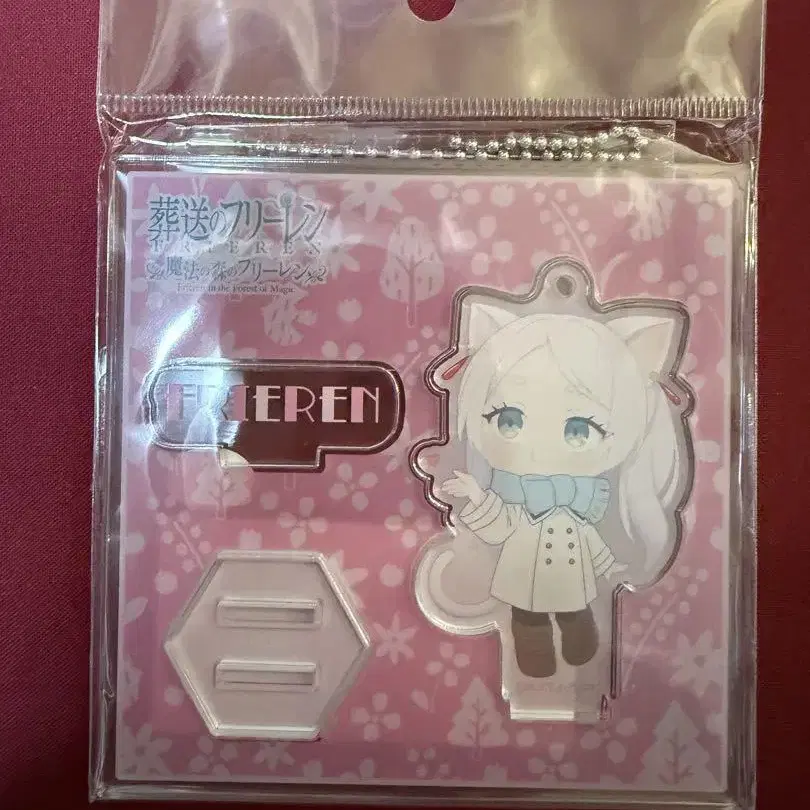 葬送のフリーレン
FRIEREN
魔法の森のフリーレン
Frieren in the Forest of Magic
FRIEREN